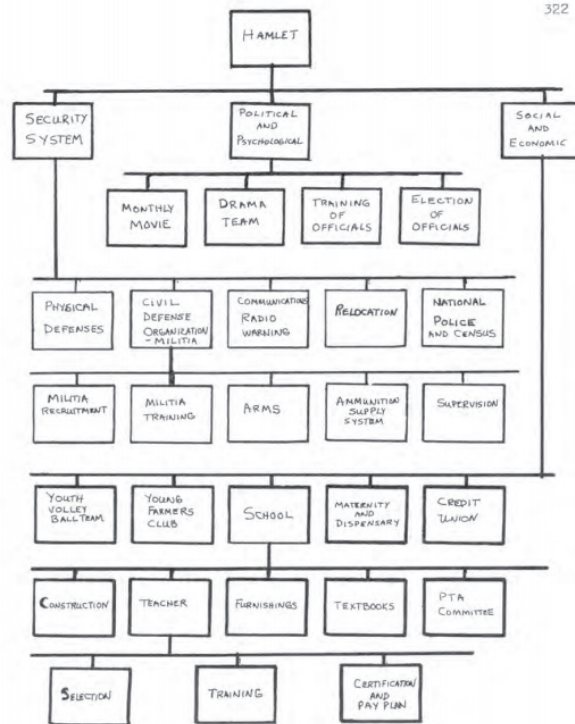 322
HAMLET
SECURITY
SYSTEM
POLITICAL
AND
PSYCHOLOGICAL
SOCIAL
AND
ECONOMIC
MONTHLY
MOVIE
DRAMA
TEAM
TRAINING
OF
OFFICIALS
ELECTION
OF
OFFICIALS
PHYSICAL
DEFENSES
CIVIL
DEFENSE
ORGANIZATION
- MILITIA
COMMUNICATIONS
RADIO
WARNING
RELOCATION
NATIONAL
POLICE
AND CENSUS
MILITIA
RECRUITMENT
MILITIA
TRAINING
ARMS
AMMUNITION
SUPPLY
SYSTEM
SUPERVISION
YOUTH
VOLLEY
BALL TEAM
YOUNG
FARMERS
CLUB
SCHOOL
MATERNITY
AND
DISPENSARY
CREDIT
UNION
CONSTRUCTION
TEACHER
FURNISHINGS
TEXTBOOKS
PTA
COMMITTEE
SELECTION
TRAINING
CERTIFICATION
AND
PAY PLAN